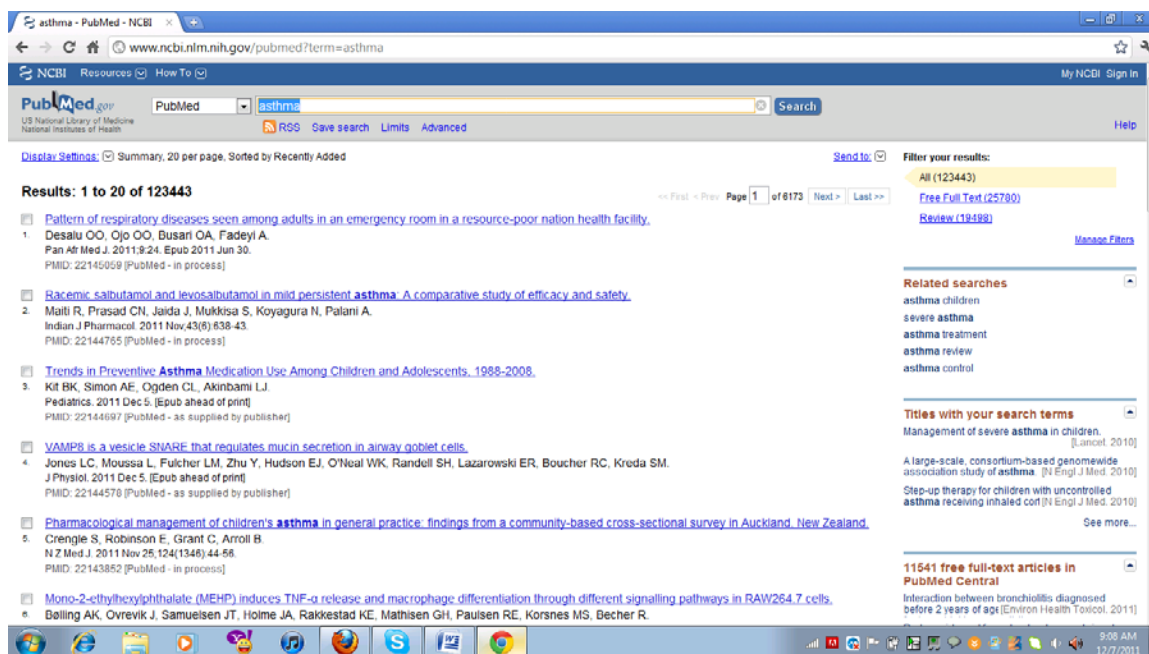 asthma - PubMed - NCBI
www.ncbi.nlm.nih.gov/pubmed?term=asthma
NCBI Resources How To My NCBI Sign In
PubMed.gov
US National Library of Medicine
National Institutes of Health
PubMed asthma Search
RSS Save search Limits Advanced Help
Display Settings: Summary, 20 per page, Sorted by Recently Added Send to:
Results: 1 to 20 of 123443
<< First < Prev Page 1 of 6173 Next > Last >>
Pattern of respiratory diseases seen among adults in an emergency room in a resource-poor nation health facility.
1. Desalu OO, Ojo OO, Busari OA, Fadeyi A.
Pan Afr Med J. 2011;9:24. Epub 2011 Jun 30.
PMID: 22145059 [PubMed - in process]
Racemic salbutamol and levosalbutamol in mild persistent asthma: A comparative study of efficacy and safety.
2. Maiti R, Prasad CN, Jaida J, Mukkisa S, Koyagura N, Palani A.
Indian J Pharmacol. 2011 Nov;43(6):638-43.
PMID: 22144765 [PubMed - in process]
Trends in Preventive Asthma Medication Use Among Children and Adolescents, 1988-2008.
3. Kit BK, Simon AE, Ogden CL, Akinbami LJ.
Pediatrics. 2011 Dec 5. [Epub ahead of print]
PMID: 22144697 [PubMed - as supplied by publisher]
VAMP8 is a vesicle SNARE that regulates mucin secretion in airway goblet cells.
4. Jones LC, Moussa L, Fulcher LM, Zhu Y, Hudson EJ, O'Neal WK, Randell SH, Lazarowski ER, Boucher RC, Kreda SM.
J Physiol. 2011 Dec 5. [Epub ahead of print]
PMID: 22144578 [PubMed - as supplied by publisher]
Pharmacological management of children's asthma in general practice: findings from a community-based cross-sectional survey in Auckland, New Zealand.
5. Crengle S, Robinson E, Grant C, Arroll B.
N Z Med J. 2011 Nov 25;124(1346):44-56.
PMID: 22143852 [PubMed - in process]
Mono-2-ethylhexylphthalate (MEHP) induces TNF-α release and macrophage differentiation through different signalling pathways in RAW264.7 cells.
6. Bølling AK, Ovrevik J, Samuelsen JT, Holme JA, Rakkestad KE, Mathisen GH, Paulsen RE, Korsnes MS, Becher R.
Filter your results:
All (123443)
Free Full Text (25780)
Review (19498)
Manage Filters
Related searches
asthma children
severe asthma
asthma treatment
asthma review
asthma control
Titles with your search terms
Management of severe asthma in children.
[Lancet. 2010]
A large-scale, consortium-based genomewide
association study of asthma. [N Engl J Med. 2010]
Step-up therapy for children with uncontrolled
asthma receiving inhaled cort [N Engl J Med. 2010]
See more...
11541 free full-text articles in
PubMed Central
Interaction between bronchiolitis diagnosed
before 2 years of age [Environ Health Toxicol. 2011]
9:08 AM
12/7/2011